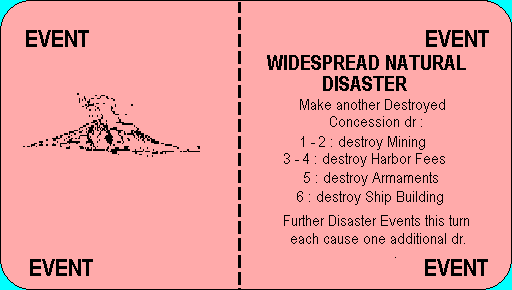 EVENT
EVENT
WIDESPREAD NATURAL
DISASTER
Make another Destroyed
Concession dr :
1 - 2 : destroy Mining
3 - 4 : destroy Harbor Fees
5 : destroy Armaments
6 : destroy Ship Building
Further Disaster Events this turn
each cause one additional dr.
.
EVENT
EVENT